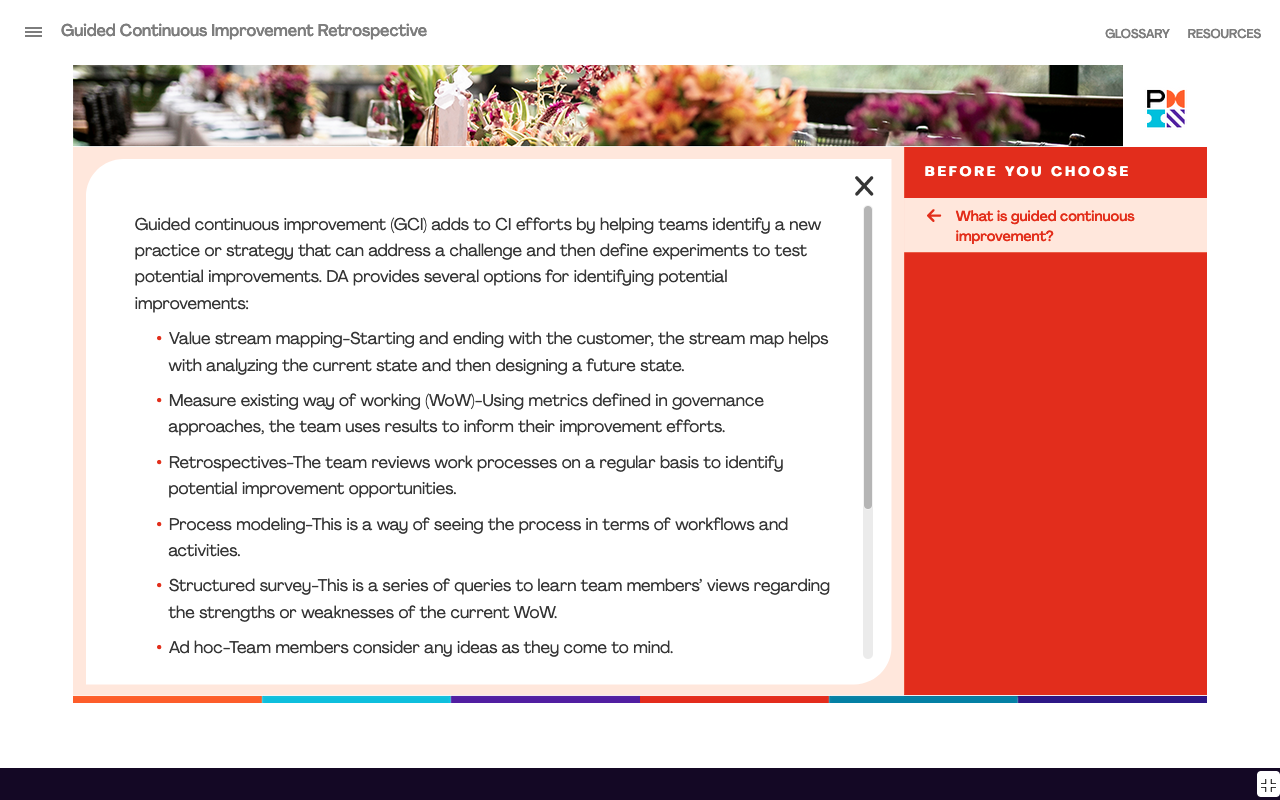 Guided Continuous Improvement Retrospective
GLOSSARY RESOURCES
PM
BEFORE YOU CHOOSE
What is guided continuous
improvement?
Guided continuous improvement (GCI) adds to CI efforts by helping teams identify a new
practice or strategy that can address a challenge and then define experiments to test
potential improvements. DA provides several options for identifying potential
improvements:
• Value stream mapping–Starting and ending with the customer, the stream map helps
with analyzing the current state and then designing a future state.
• Measure existing way of working (WoW)–Using metrics defined in governance
approaches, the team uses results to inform their improvement efforts.
• Retrospectives–The team reviews work processes on a regular basis to identify
potential improvement opportunities.
• Process modeling–This is a way of seeing the process in terms of workflows and
activities.
• Structured survey–This is a series of queries to learn team members’ views regarding
the strengths or weaknesses of the current WoW.
• Ad hoc–Team members consider any ideas as they come to mind.